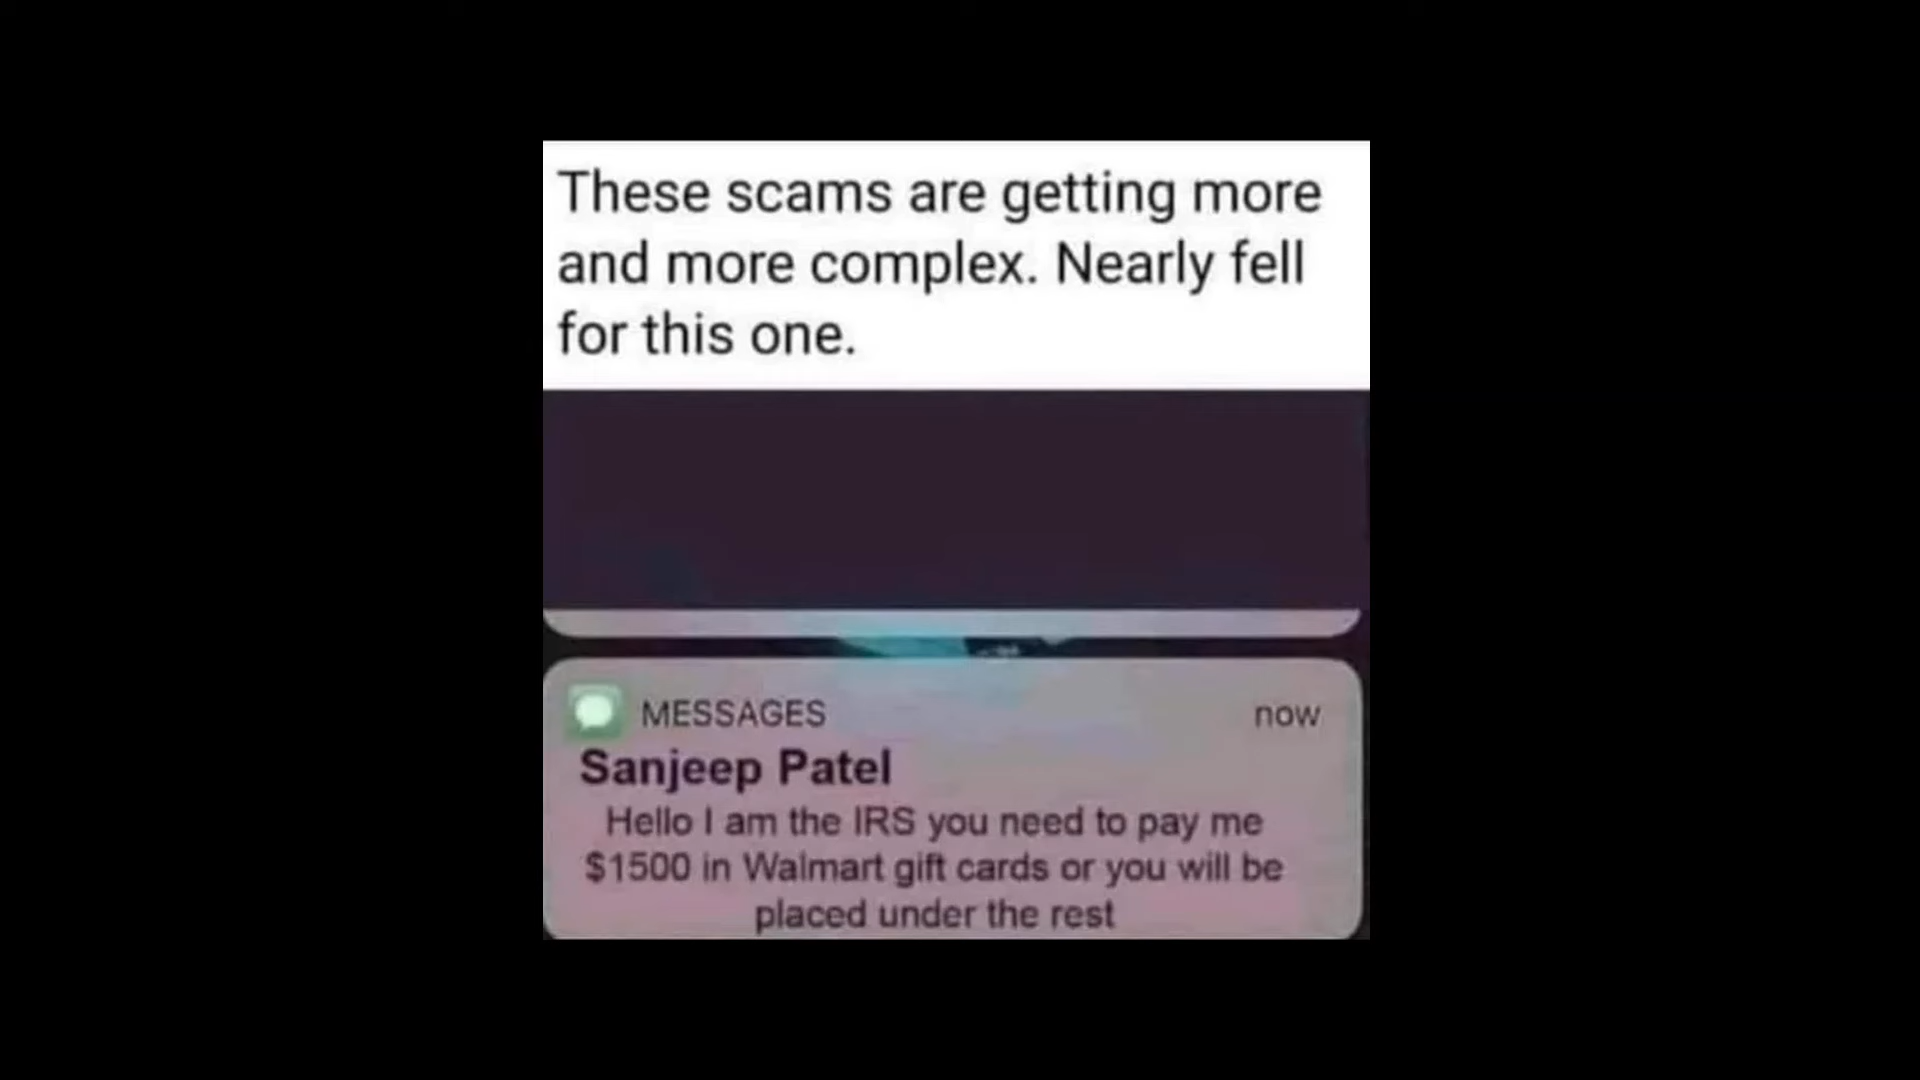 These scams are getting more
and more complex. Nearly fell
for this one.
MESSAGES now
Sanjeep Patel
Hello I am the IRS you need to pay me
$1500 in Walmart gift cards or you will be
placed under the rest